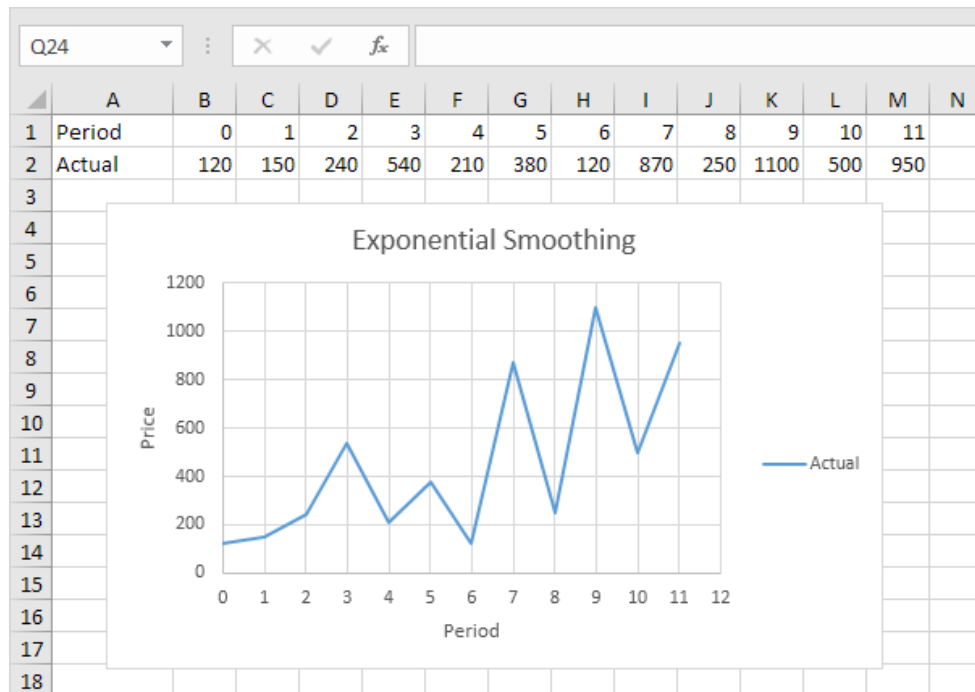 Q24 fx
A B C D E F G H I J K L M N
1 Period 0 1 2 3 4 5 6 7 8 9 10 11
2 Actual 120 150 240 540 210 380 120 870 250 1100 500 950
3
4
5
6
7
8
9
10
11
12
13
14
15
16
17
18
Exponential Smoothing
1200
1000
800
600
400
200
0
Price
0 1 2 3 4 5 6 7 8 9 10 11 12
Period
Actual